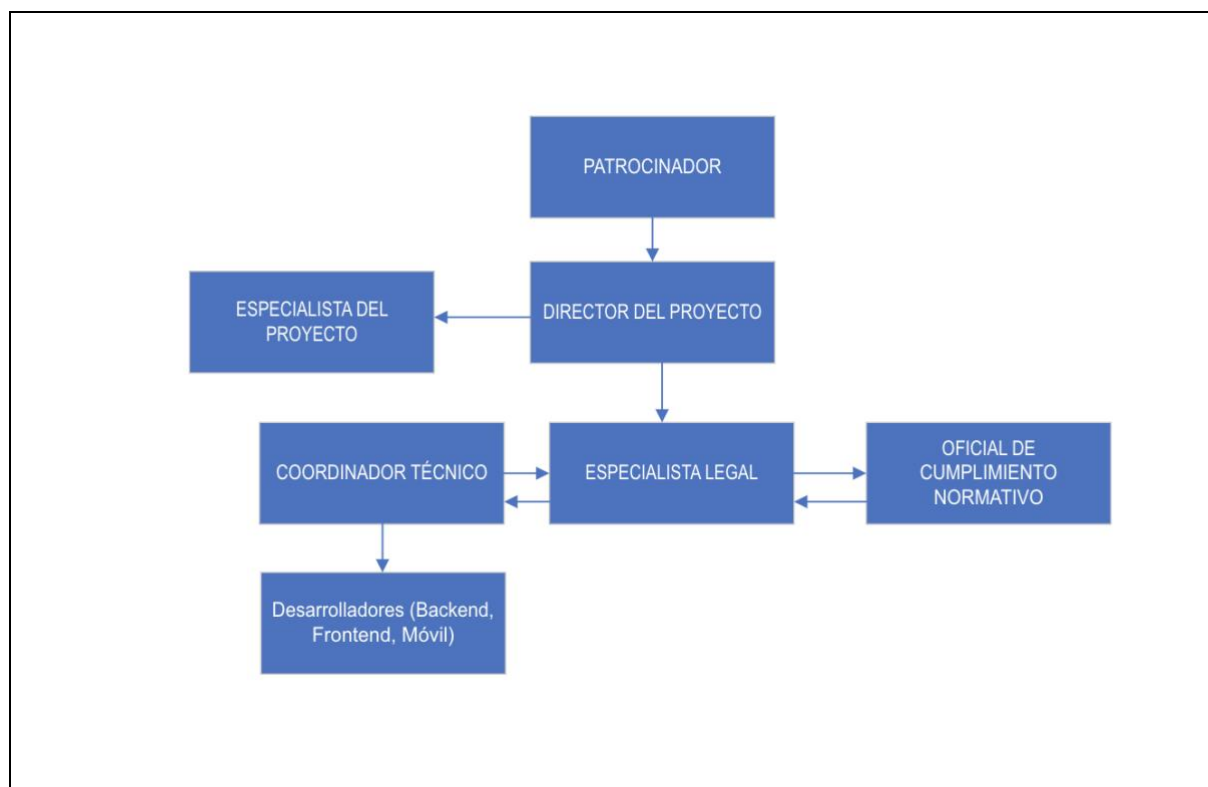 PATROCINADOR
ESPECIALISTA DEL
PROYECTO
DIRECTOR DEL PROYECTO
COORDINADOR TÉCNICO
ESPECIALISTA LEGAL
OFICIAL DE
CUMPLIMIENTO
NORMATIVO
Desarrolladores (Backend,
Frontend, Móvil)